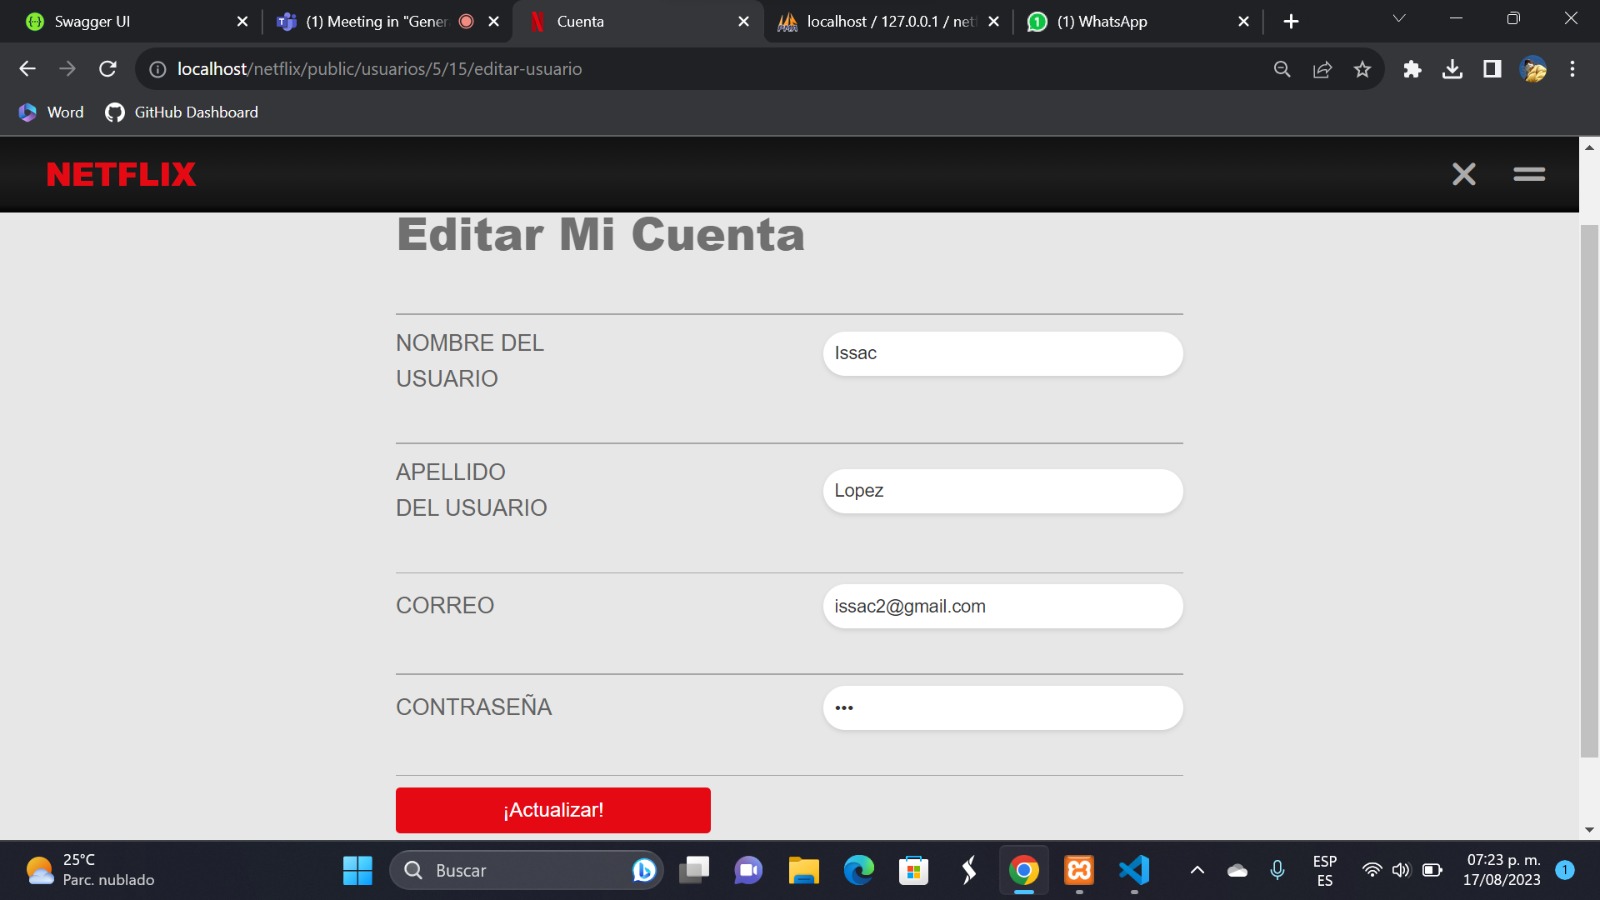 Swagger UI
(1) Meeting in "Gener
Cuenta
localhost / 127.0.0.1 / net
(1) WhatsApp
localhost/netflix/public/usuarios/5/15/editar-usuario
Word
GitHub Dashboard
NETFLIX
Editar Mi Cuenta
NOMBRE DEL
USUARIO
Issac
APELLIDO
DEL USUARIO
Lopez
CORREO
issac2@gmail.com
CONTRASEÑA
•••
¡Actualizar!
25°C
Parc. nublado
Buscar
ESP
ES
07:23 p. m.
17/08/2023
1